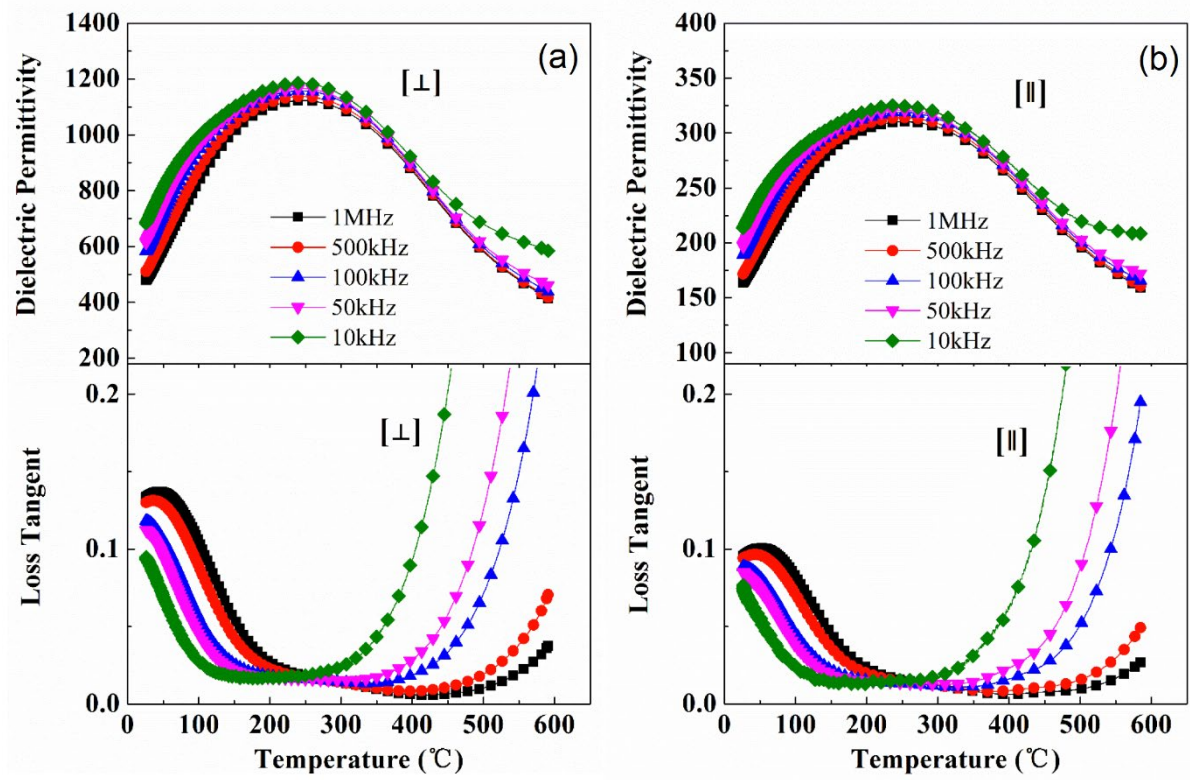 Dielectric Permittivity
1400
1200
1000
800
600
400
200
(a)
[⊥]
1MHz
500kHz
100kHz
50kHz
10kHz
Loss Tangent
0.2
0.1
0.0
[⊥]
0 100 200 300 400 500 600
Temperature (℃)
Dielectric Permittivity
400
350
300
250
200
150
100
(b)
[∥]
1MHz
500kHz
100kHz
50kHz
10kHz
Loss Tangent
0.2
0.1
0.0
[∥]
0 100 200 300 400 500 600
Temperature (℃)